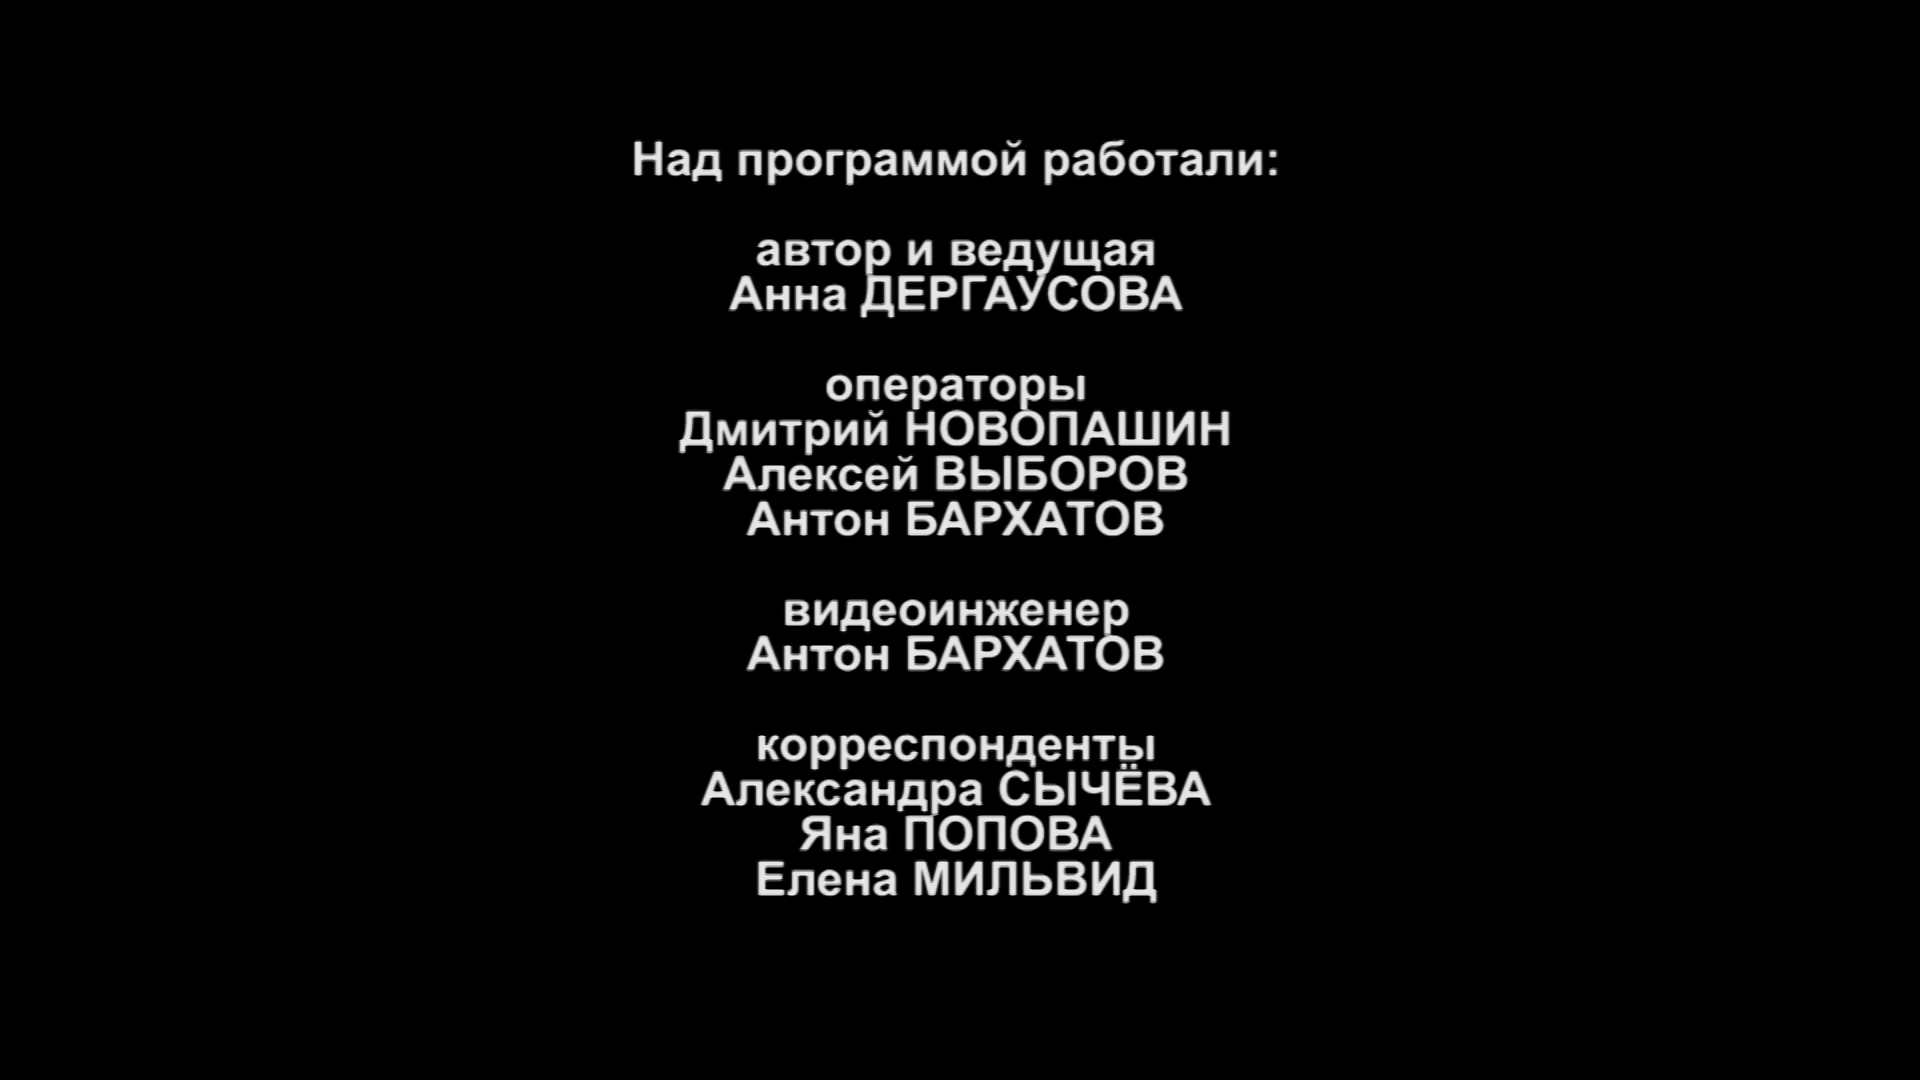 Над программой работали:
автор и ведущая
Анна ДЕРГАУСОВА
операторы
Дмитрий НОВОПАШИН
Алексей ВЫБОРОВ
Антон БАРХАТОВ
видеоинженер
Антон БАРХАТОВ
корреспонденты
Александра СЫЧЁВА
Яна ПОПОВА
Елена МИЛЬВИД